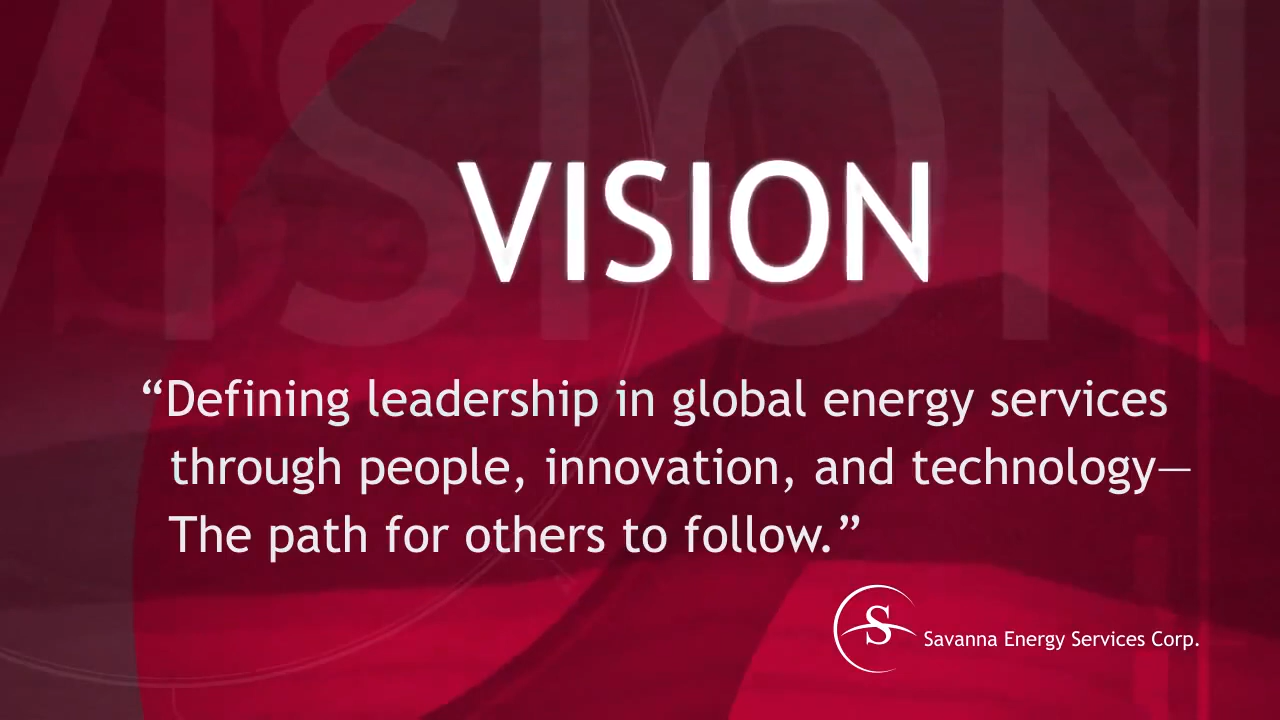 VISION
VISION
“Defining leadership in global energy services
through people, innovation, and technology—
The path for others to follow.”
S
Savanna Energy Services Corp.